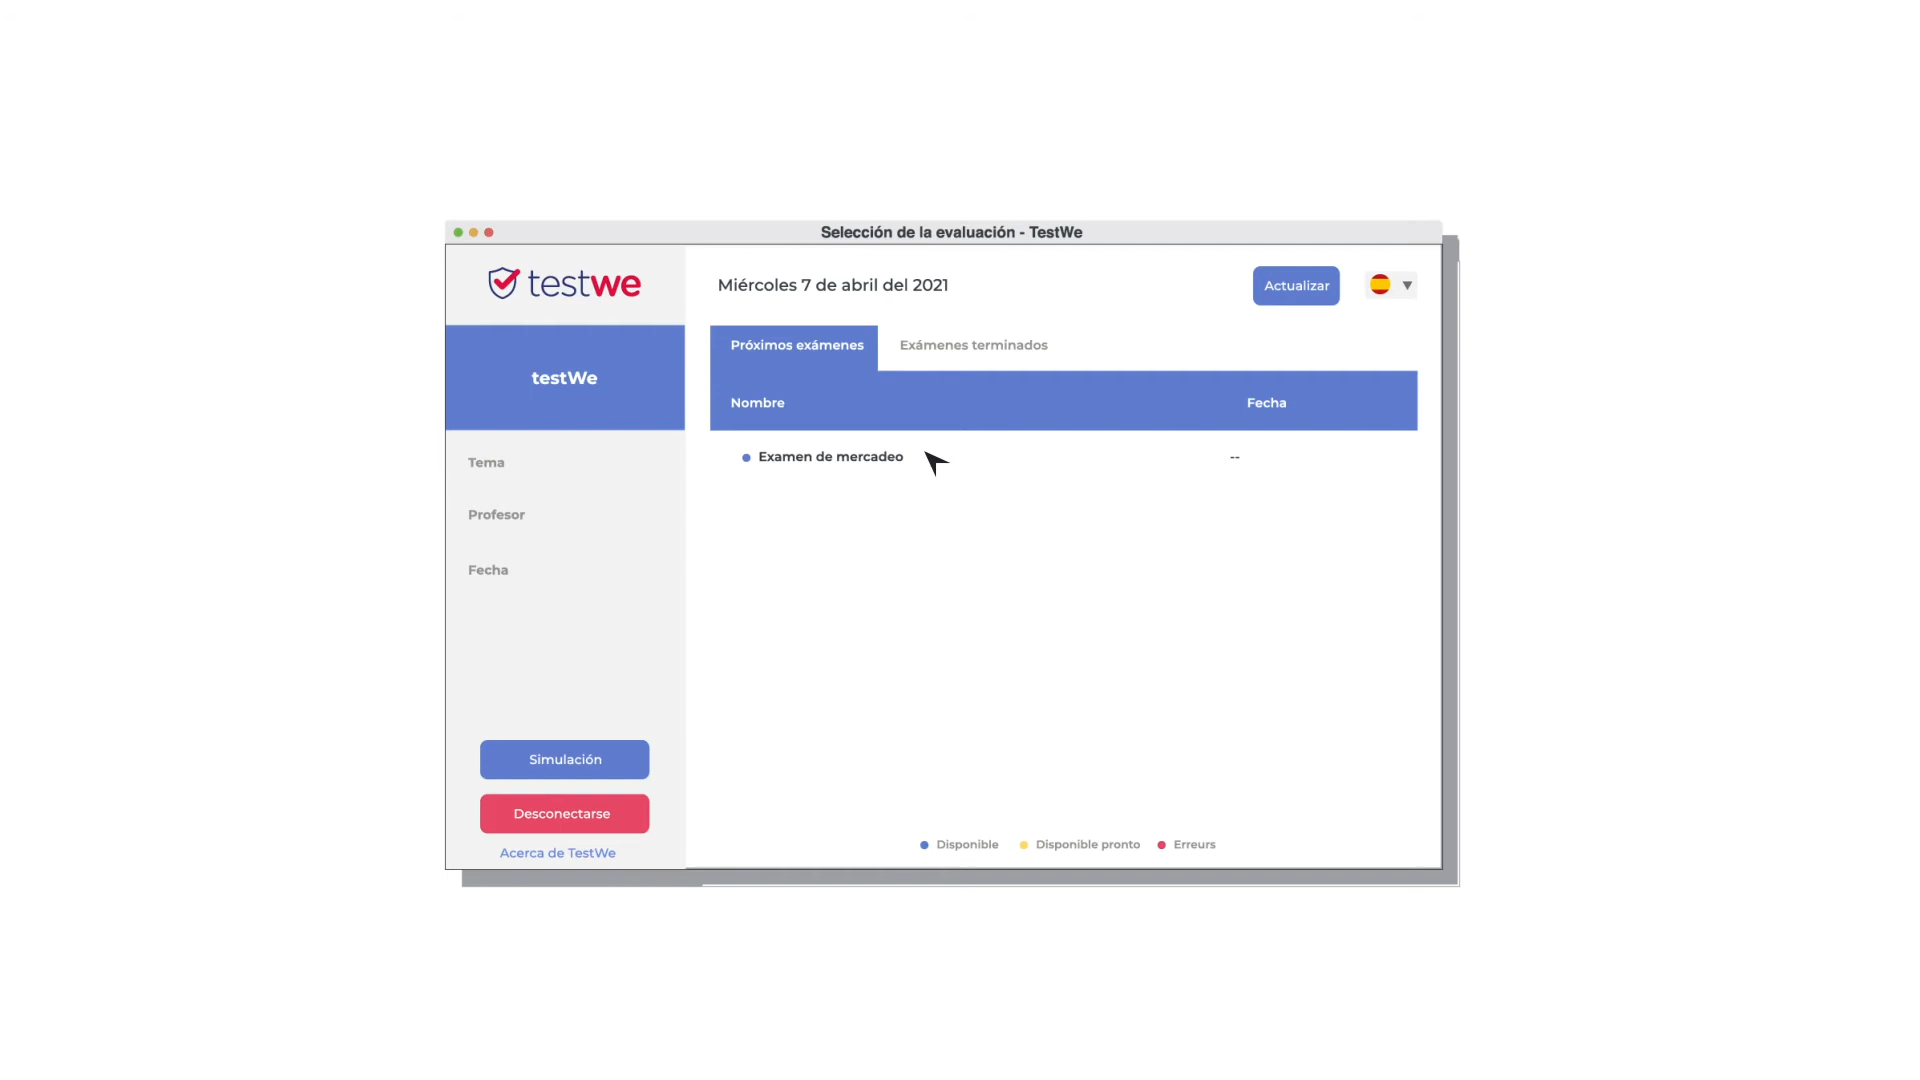 Selección de la evaluación - TestWe
testwe
Miércoles 7 de abril del 2021
Actualizar
testWe
Próximos exámenes
Exámenes terminados
Nombre
Fecha
Examen de mercadeo
--
Tema
Profesor
Fecha
Simulación
Desconectarse
Acerca de TestWe
Disponible
Disponible pronto
Erreurs